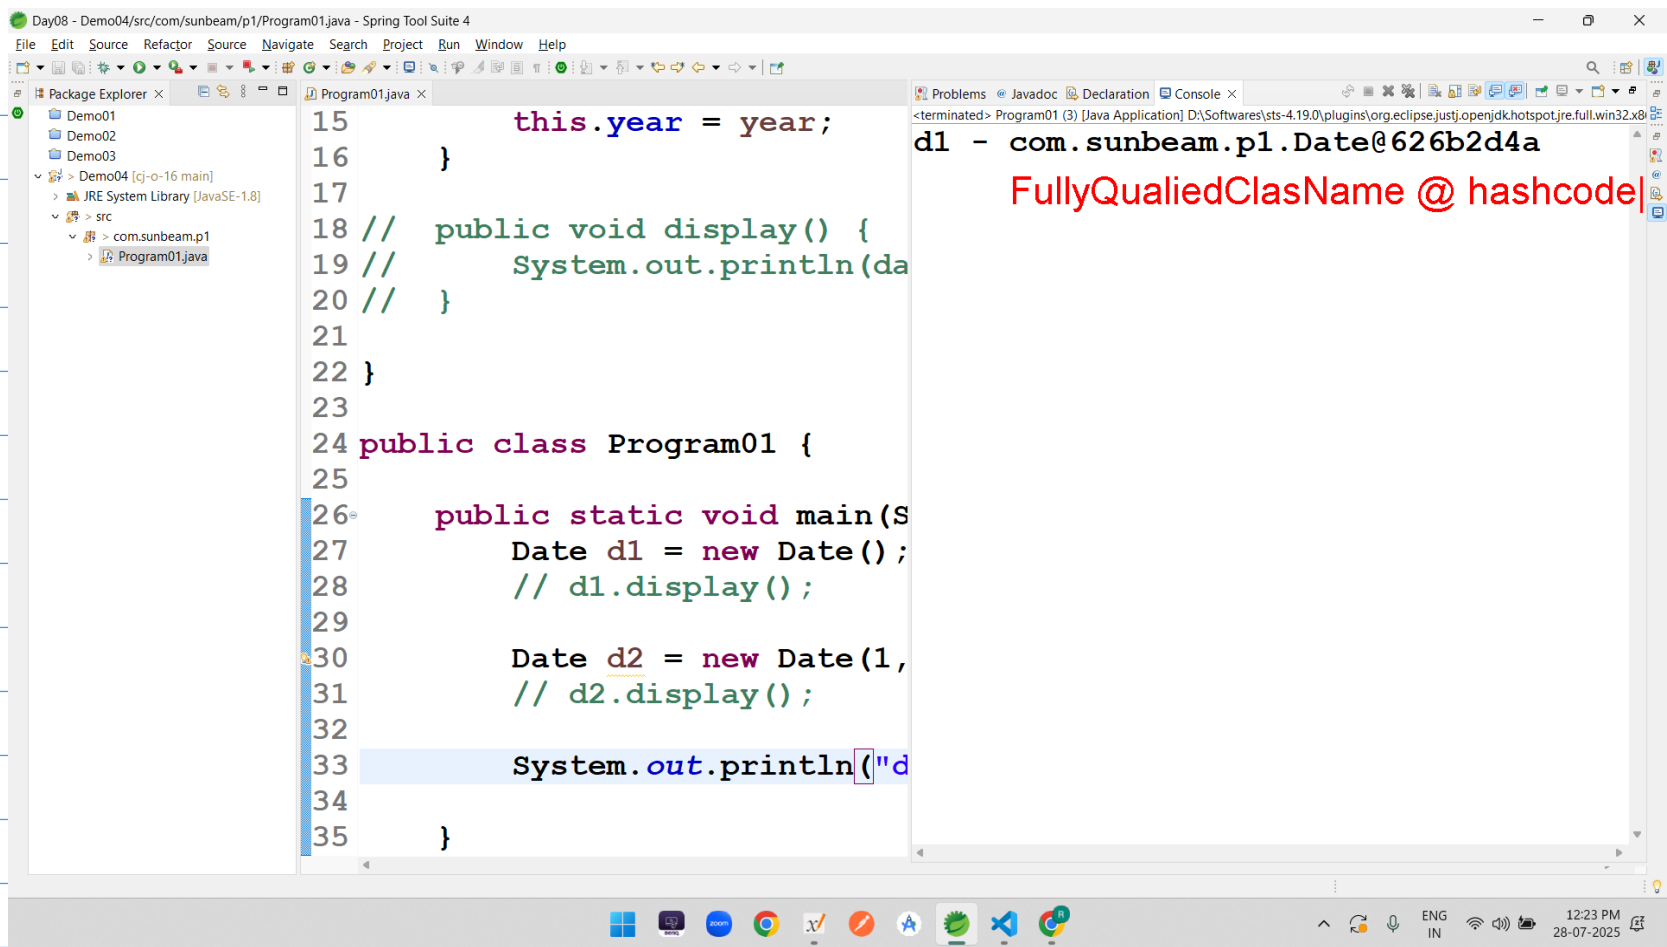 Day08 - Demo04/src/com/sunbeam/p1/Program01.java - Spring Tool Suite 4
File Edit Source Refactor Source Navigate Search Project Run Window Help
Package Explorer
Demo01
Demo02
Demo03
> Demo04 [cj-o-16 main]
JRE System Library [JavaSE-1.8]
> src
> com.sunbeam.p1
Program01.java
Program01.java
15 this.year = year;
16 }
17
18 // public void display() {
19 // System.out.println(da
20 // }
21
22 }
23
24 public class Program01 {
25
26 public static void main(S
27 Date d1 = new Date();
28 // d1.display();
29
30 Date d2 = new Date(1,
31 // d2.display();
32
33 System.out.println("d
34
35 }
Problems @ Javadoc Declaration Console
<terminated> Program01 (3) [Java Application] D:\Softwares\sts-4.19.0\plugins\org.eclipse.justj.openjdk.hotspot.jre.full.win32.x8
d1 - com.sunbeam.p1.Date@626b2d4a
FullyQualiedClasName @ hashcode
zoom
ENG
IN
12:23 PM
28-07-2025